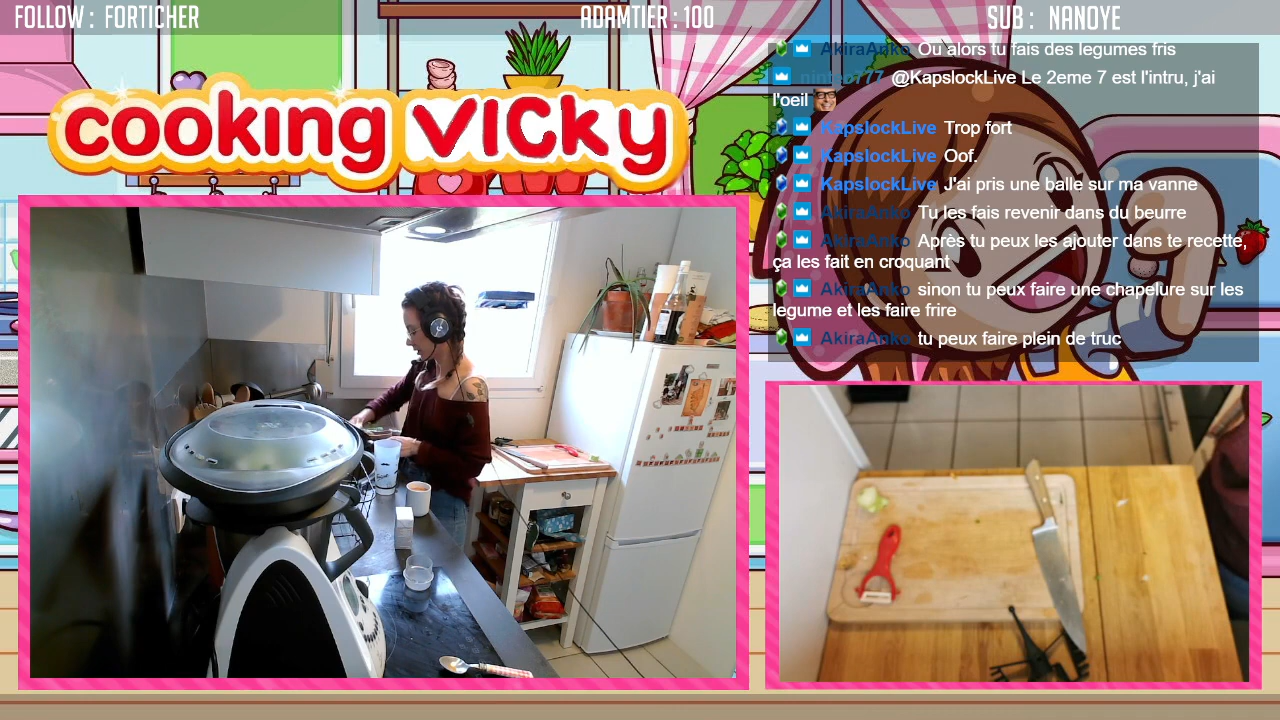 FOLLOW : FORTICHER
ADAMTIER : 100
SUB : NANOYE
cooking VICKY
AkiraAnko Ou alors tu fais des legumes fris
ninten777 @KapslockLive Le 2eme 7 est l'intru, j'ai
l'oeil
KapslockLive Trop fort
KapslockLive Oof.
KapslockLive J'ai pris une balle sur ma vanne
AkiraAnko Tu les fais revenir dans du beurre
AkiraAnko Après tu peux les ajouter dans te recette,
ça les fait en croquant
AkiraAnko sinon tu peux faire une chapelure sur les
legume et les faire frire
AkiraAnko tu peux faire plein de truc